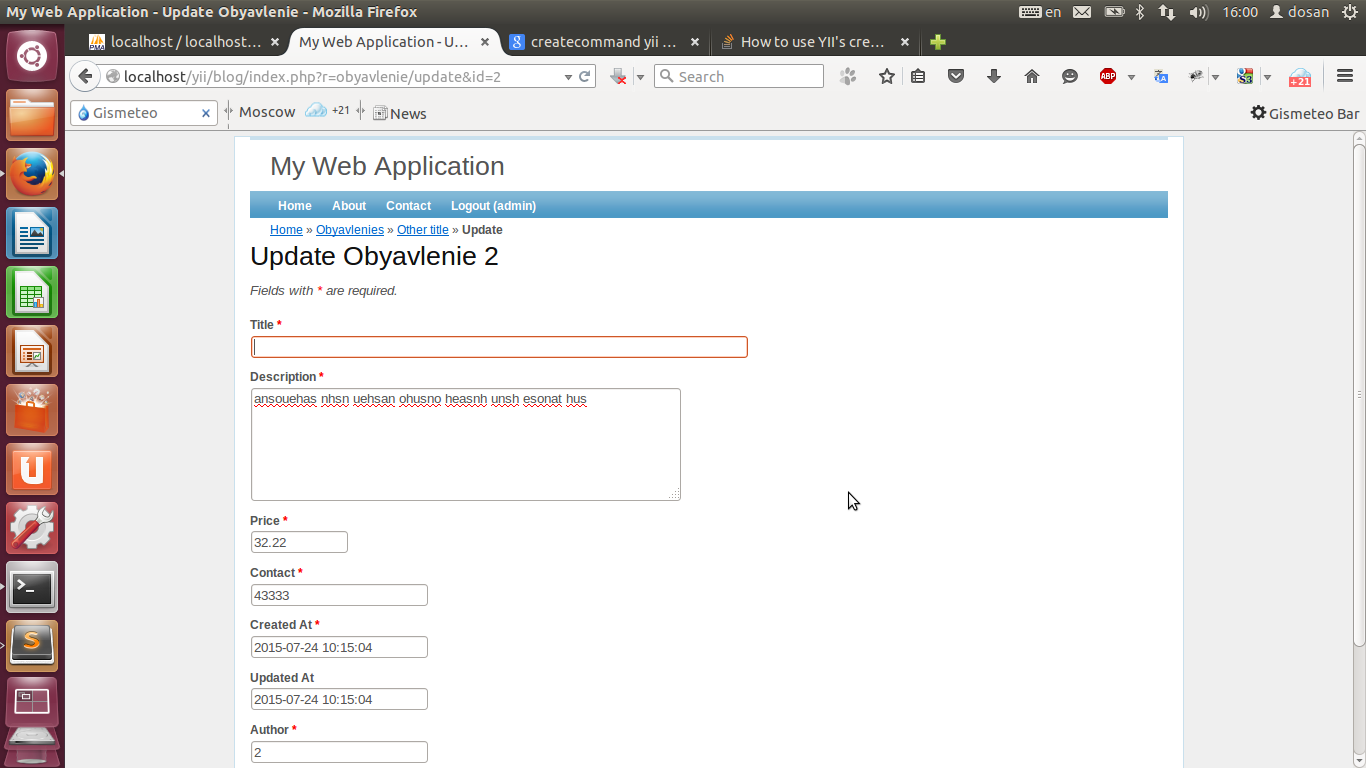 My Web Application - Update Obyavlenie - Mozilla Firefox
en
16:00
dosan
localhost / localhost...
My Web Application - U...
createcommand yii ...
How to use YII's cre...
localhost/yii/blog/index.php?r=obyavlenie/update&id=2
Search
ABP
+21
Gismeteo
Moscow
+21
News
Gismeteo Bar
My Web Application
Home
About
Contact
Logout (admin)
Home » Obyavlenies » Other title » Update
Update Obyavlenie 2
Fields with * are required.
Title *
Description *
ansouehas nhsn uehsan ohusno heasnh unsh esonat hus
Price *
32.22
Contact *
43333
Created At *
2015-07-24 10:15:04
Updated At
2015-07-24 10:15:04
Author *
2